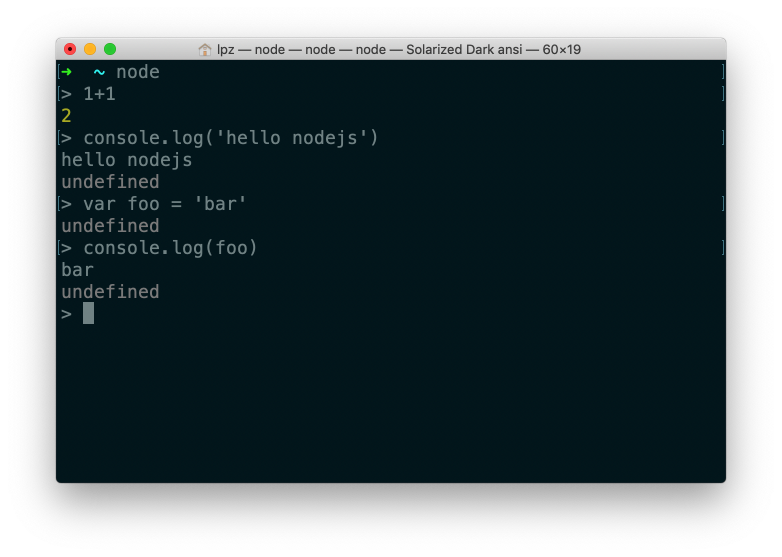 lpz — node — node — node — Solarized Dark ansi — 60×19
[➜  ~ node ]
[> 1+1 ]
2
[> console.log('hello nodejs') ]
hello nodejs
undefined
[> var foo = 'bar' ]
undefined
[> console.log(foo) ]
bar
undefined
>